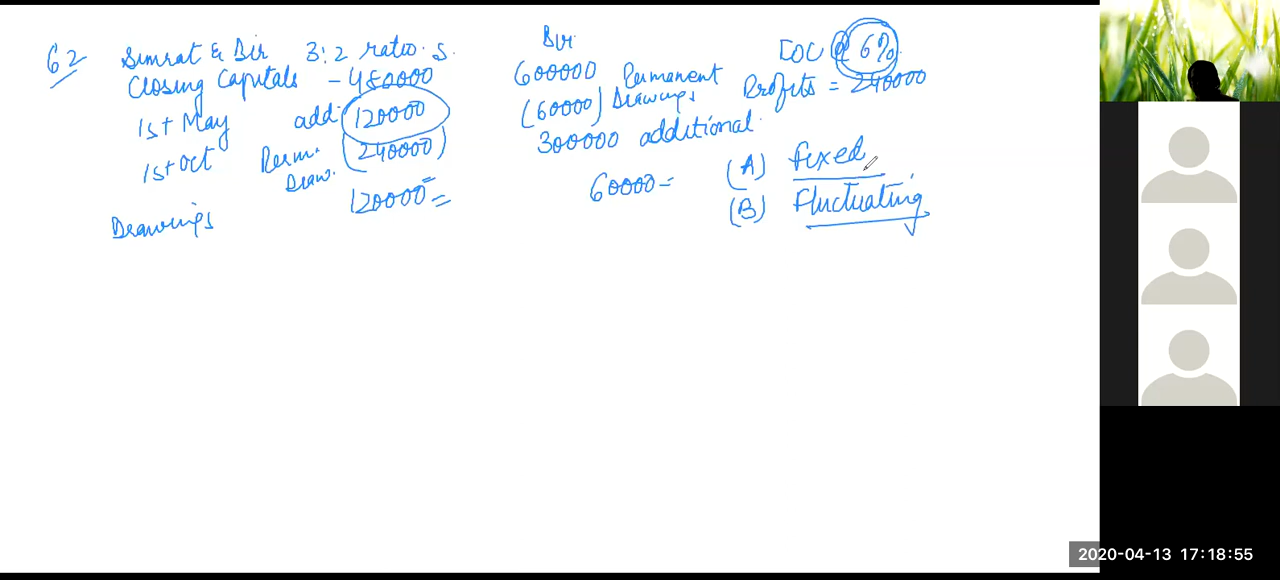 62 Simrat & Bir 3:2 ratio. S. Bir IOC @ 6%
Closing Capitals - 480000 600000 Permanent Profits = 240000
1st May add: 120000 (60000) Drawings
1st Oct Perm. Draw. (240000) 300000 additional.
(A) fixed
120000 = 60000 =
(B) Fluctuating
Drawings
2020-04-13 17:18:55